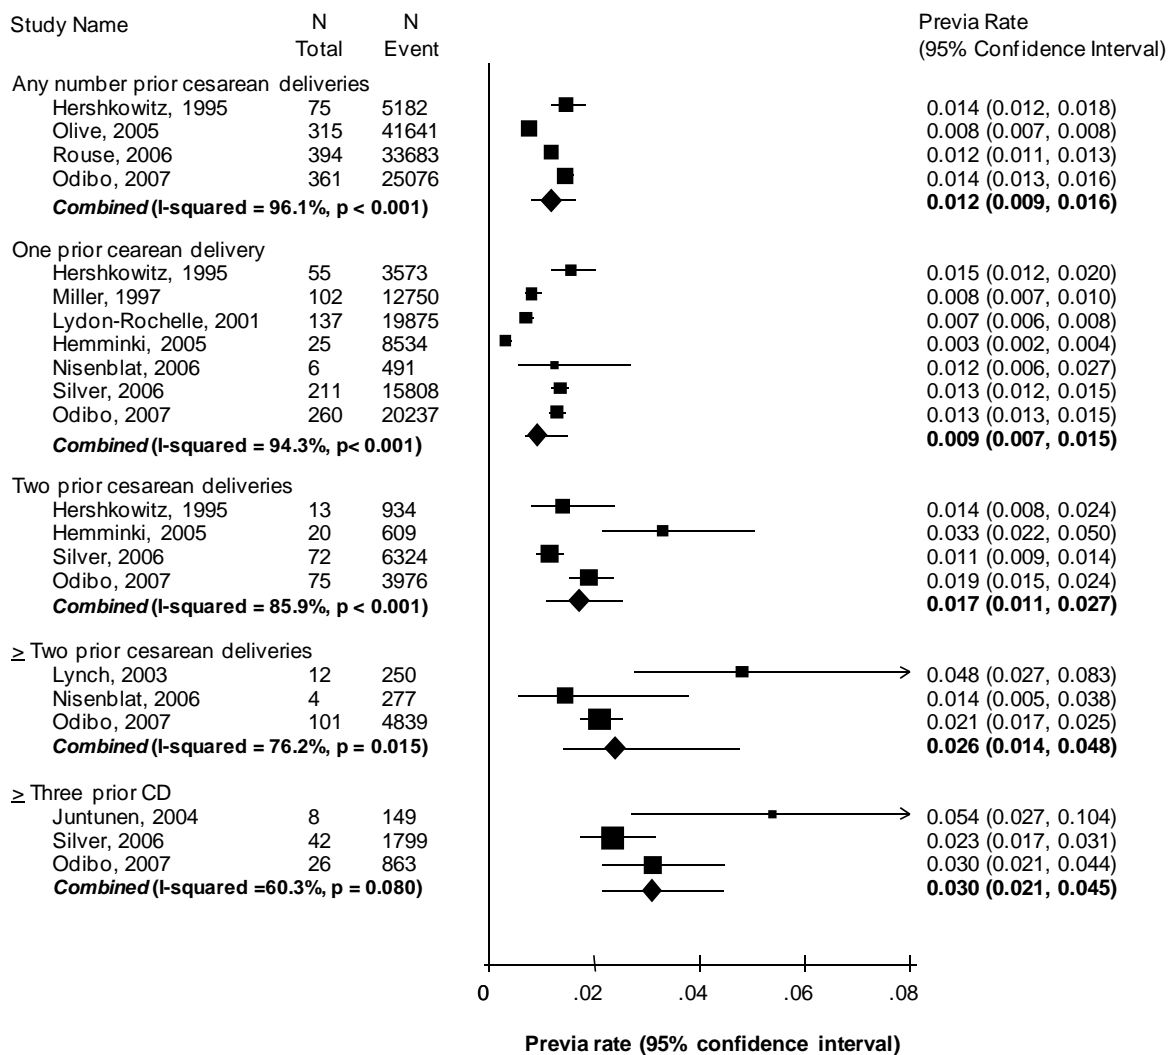 Study Name N N Previa Rate
Total Event (95% Confidence Interval)
Any number prior cesarean deliveries
Hershkowitz, 1995 75 5182 0.014 (0.012, 0.018)
Olive, 2005 315 41641 0.008 (0.007, 0.008)
Rouse, 2006 394 33683 0.012 (0.011, 0.013)
Odibo, 2007 361 25076 0.014 (0.013, 0.016)
Combined (I-squared = 96.1%, p < 0.001) 0.012 (0.009, 0.016)
One prior cearean delivery
Hershkowitz, 1995 55 3573 0.015 (0.012, 0.020)
Miller, 1997 102 12750 0.008 (0.007, 0.010)
Lydon-Rochelle, 2001 137 19875 0.007 (0.006, 0.008)
Hemminki, 2005 25 8534 0.003 (0.002, 0.004)
Nisenblat, 2006 6 491 0.012 (0.006, 0.027)
Silver, 2006 211 15808 0.013 (0.012, 0.015)
Odibo, 2007 260 20237 0.013 (0.013, 0.015)
Combined (I-squared = 94.3%, p< 0.001) 0.009 (0.007, 0.015)
Two prior cesarean deliveries
Hershkowitz, 1995 13 934 0.014 (0.008, 0.024)
Hemminki, 2005 20 609 0.033 (0.022, 0.050)
Silver, 2006 72 6324 0.011 (0.009, 0.014)
Odibo, 2007 75 3976 0.019 (0.015, 0.024)
Combined (I-squared = 85.9%, p < 0.001) 0.017 (0.011, 0.027)
≥ Two prior cesarean deliveries
Lynch, 2003 12 250 0.048 (0.027, 0.083)
Nisenblat, 2006 4 277 0.014 (0.005, 0.038)
Odibo, 2007 101 4839 0.021 (0.017, 0.025)
Combined (I-squared = 76.2%, p = 0.015) 0.026 (0.014, 0.048)
≥ Three prior CD
Juntunen, 2004 8 149 0.054 (0.027, 0.104)
Silver, 2006 42 1799 0.023 (0.017, 0.031)
Odibo, 2007 26 863 0.030 (0.021, 0.044)
Combined (I-squared =60.3%, p = 0.080) 0.030 (0.021, 0.045)
0 .02 .04 .06 .08
Previa rate (95% confidence interval)